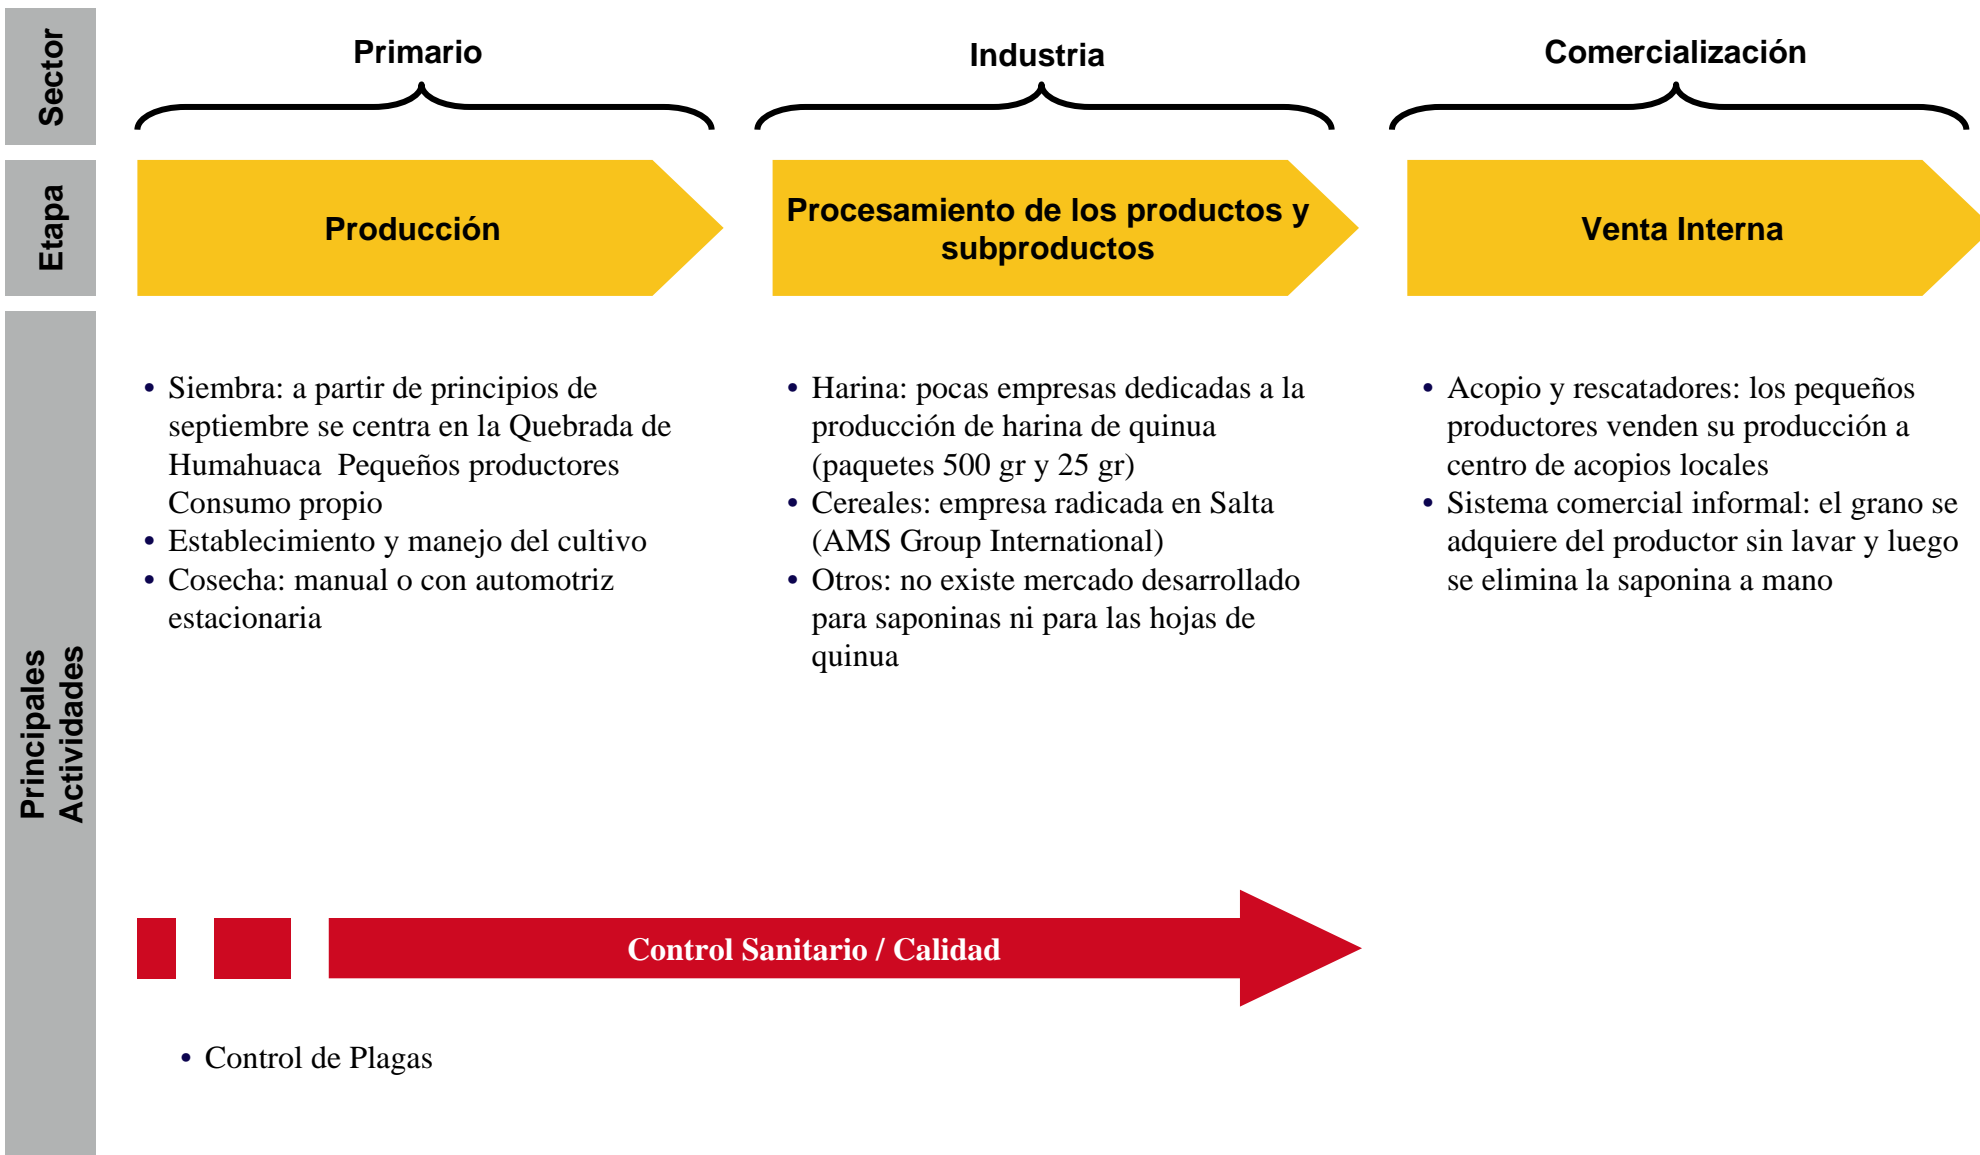 Sector
Primario
Industria
Comercialización
Etapa
Producción
Procesamiento de los productos y
subproductos
Venta Interna
Principales
Actividades
• Siembra: a partir de principios de
septiembre se centra en la Quebrada de
Humahuaca  Pequeños productores
Consumo propio
• Establecimiento y manejo del cultivo
• Cosecha: manual o con automotriz
estacionaria
• Harina: pocas empresas dedicadas a la
producción de harina de quinua
(paquetes 500 gr y 25 gr)
• Cereales: empresa radicada en Salta
(AMS Group International)
• Otros: no existe mercado desarrollado
para saponinas ni para las hojas de
quinua
• Acopio y rescatadores: los pequeños
productores venden su producción a
centro de acopios locales
• Sistema comercial informal: el grano se
adquiere del productor sin lavar y luego
se elimina la saponina a mano
Control Sanitario / Calidad
• Control de Plagas